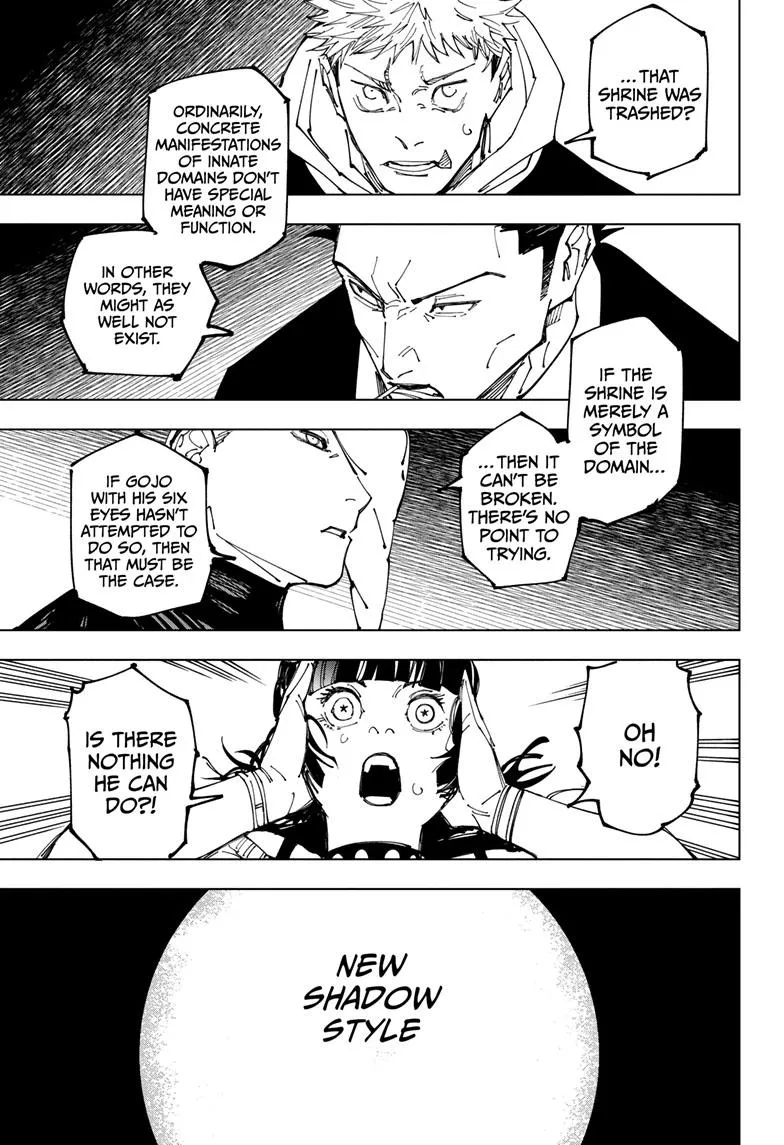 ...THAT
SHRINE WAS
TRASHED?
ORDINARILY,
CONCRETE
MANIFESTATIONS
OF INNATE
DOMAINS DON'T
HAVE SPECIAL
MEANING OR
FUNCTION.
IN OTHER
WORDS, THEY
MIGHT AS
WELL NOT
EXIST.
IF THE
SHRINE IS
MERELY A
SYMBOL
OF THE
DOMAIN...
...THEN IT
CAN'T BE
BROKEN.
THERE'S NO
POINT TO
TRYING.
IF GOJO
WITH HIS SIX
EYES HASN'T
ATTEMPTED TO
DO SO, THEN
THAT MUST BE
THE CASE.
OH
NO!
IS THERE
NOTHING
HE CAN
DO?!
NEW
SHADOW
STYLE